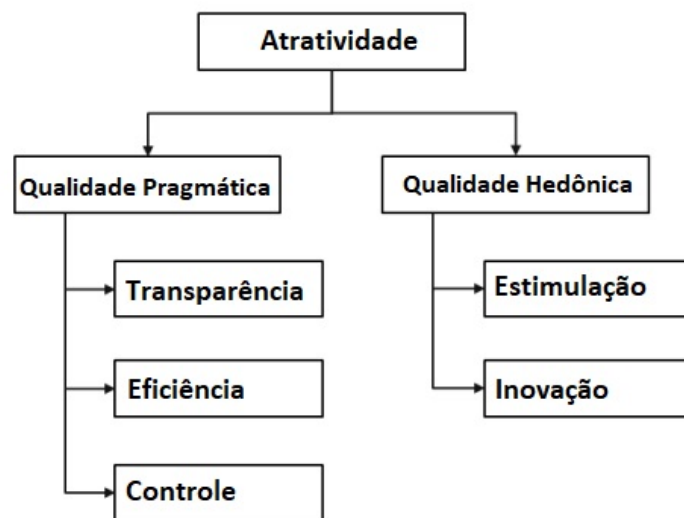 Atratividade
Qualidade Pragmática
Qualidade Hedônica
Transparência
Estimulação
Eficiência
Inovação
Controle